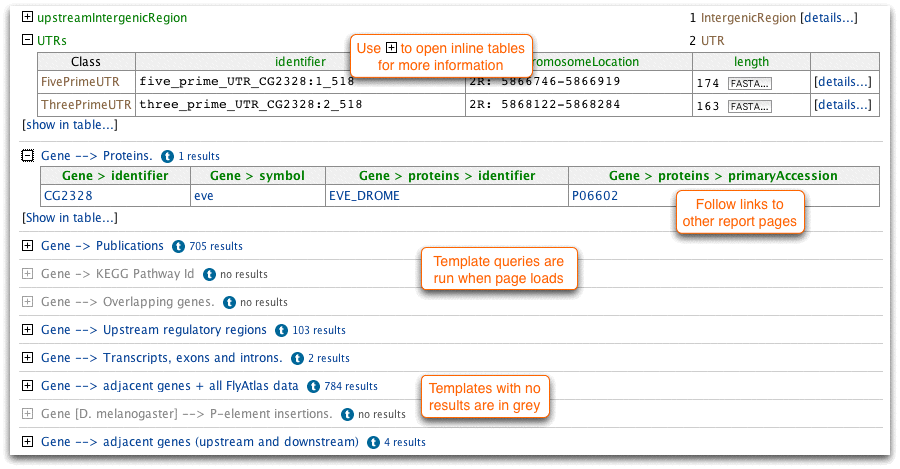 upstreamIntergenicRegion 1 IntergenicRegion [details...]
UTRs 2 UTR
Use + to open inline tables
for more information
Class identifier romosomeLocation length
FivePrimeUTR five_prime_UTR_CG2328:1_518 2R: 5866746-5866919 174 FASTA... [details...]
ThreePrimeUTR three_prime_UTR_CG2328:2_518 2R: 5868122-5868284 163 FASTA... [details...]
[show in table...]
Gene --> Proteins. t 1 results
Gene > identifier Gene > symbol Gene > proteins > identifier Gene > proteins > primaryAccession
CG2328 eve EVE_DROME P06602
Follow links to
other report pages
[Show in table...]
Gene -> Publications t 705 results
Template queries are
run when page loads
Gene -> KEGG Pathway Id t no results
Gene --> Overlapping genes. t no results
Gene --> Upstream regulatory regions t 103 results
Gene --> Transcripts, exons and introns. t 2 results
Gene --> adjacent genes + all FlyAtlas data t 784 results
Templates with no
results are in grey
Gene [D. melanogaster] --> P-element insertions. t no results
Gene --> adjacent genes (upstream and downstream) t 4 results